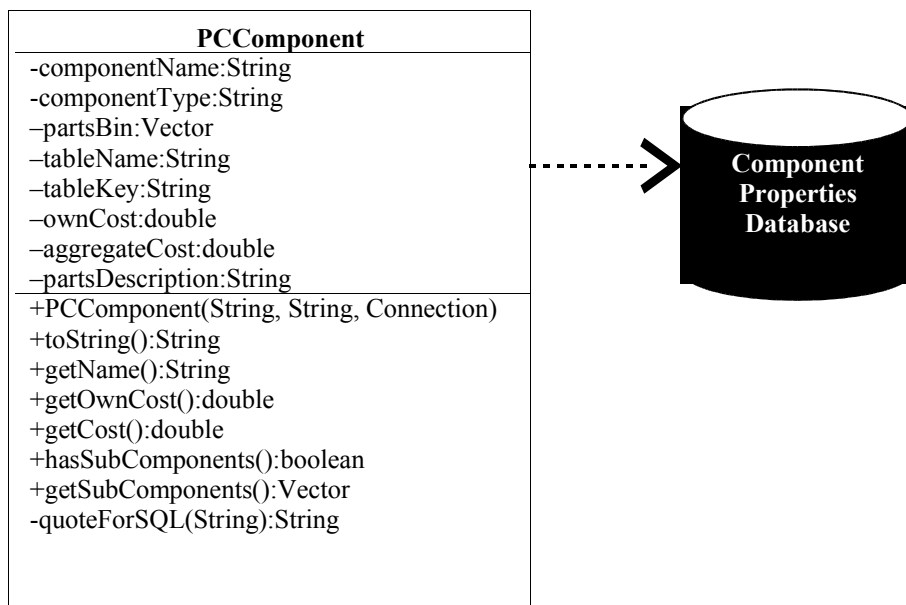 PCComponent
-componentName:String
-componentType:String
–partsBin:Vector
–tableName:String
–tableKey:String
–ownCost:double
–aggregateCost:double
–partsDescription:String
+PCComponent(String, String, Connection)
+toString():String
+getName():String
+getOwnCost():double
+getCost():double
+hasSubComponents():boolean
+getSubComponents():Vector
-quoteForSQL(String):String
Component
Properties
Database